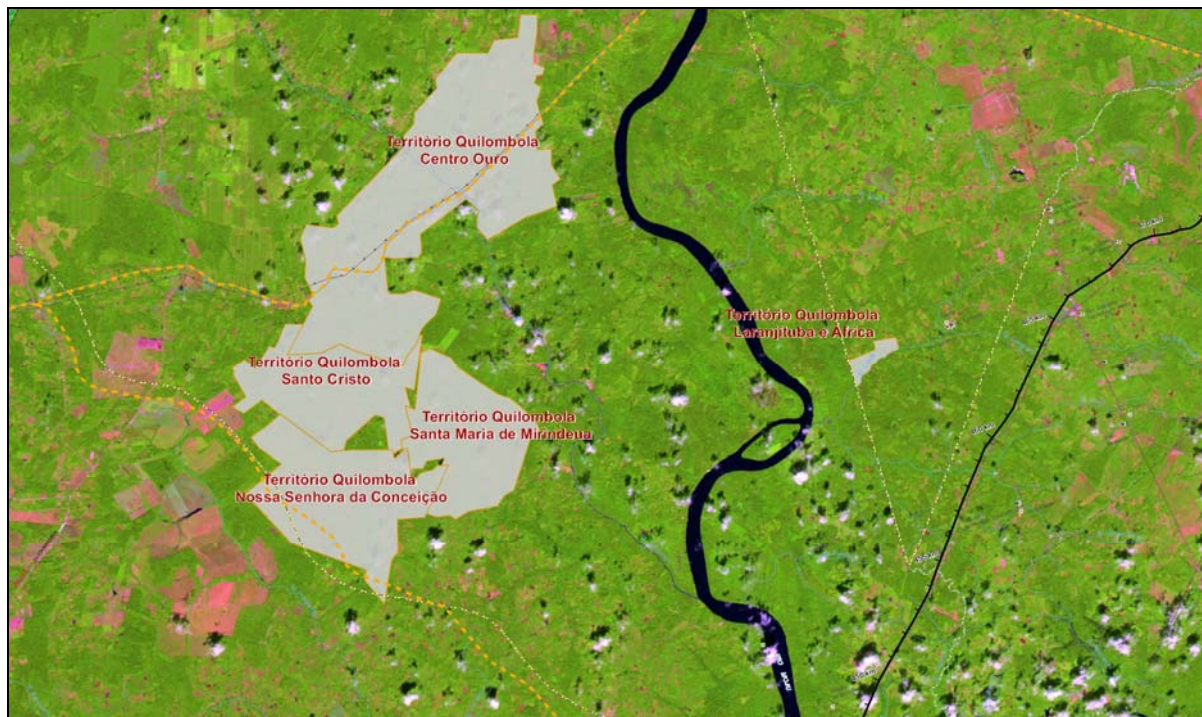 Território Quilombola
Centro Ouro
Território Quilombola
Laranjituba e África
Território Quilombola
Santo Cristo
Território Quilombola
Santa Maria de Mirindeua
Território Quilombola
Nossa Senhora da Conceição